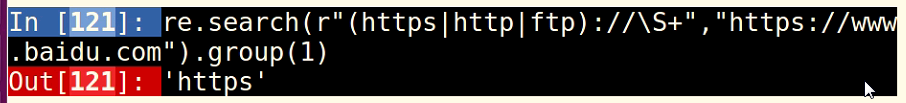 In [121]: re.search(r"(https|http|ftp)://\S+","https://www
.baidu.com").group(1)
Out[121]: 'https'